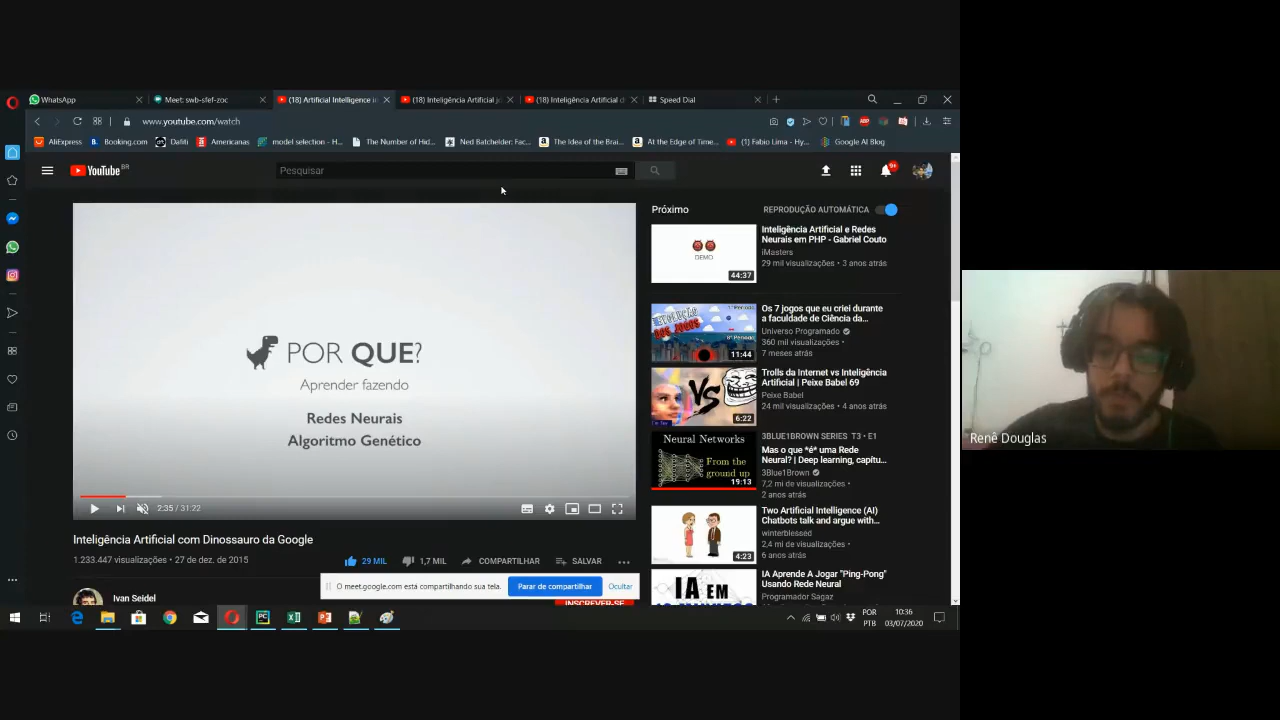 WhatsApp
Meet: swb-sfef-zoc
(18) Artificial Intelligence in
(18) Inteligência Artificial jo
(18) Inteligência Artificial d
Speed Dial
www.youtube.com/watch
AliExpress
Booking.com
Dafiti
Americanas
model selection - H...
The Number of Hid...
Ned Batchelder: Fac...
The Idea of the Brai...
At the Edge of Time...
(1) Fabio Lima - Hy...
Google AI Blog
YouTube BR
Pesquisar
9+
POR QUE?
Aprender fazendo
Redes Neurais
Algoritmo Genético
2:35 / 31:22
Inteligência Artificial com Dinossauro da Google
1.233.447 visualizações • 27 de dez. de 2015
29 MIL
1,7 MIL
COMPARTILHAR
SALVAR
O meet.google.com está compartilhando sua tela.
Parar de compartilhar
Ocultar
Ivan Seidel
INSCREVER-SE
Próximo
REPRODUÇÃO AUTOMÁTICA
DEMO
44:37
Inteligência Artificial e Redes
Neurais em PHP - Gabriel Couto
iMasters
29 mil visualizações • 3 anos atrás
11:44
Os 7 jogos que eu criei durante
a faculdade de Ciência da...
Universo Programado
360 mil visualizações •
7 meses atrás
VS
6:22
Trolls da Internet vs Inteligência
Artificial | Peixe Babel 69
Peixe Babel
24 mil visualizações • 4 anos atrás
Neural Networks
From the
ground up
19:13
3BLUE1BROWN SERIES T3 • E1
Mas o que *é* uma Rede
Neural? | Deep learning, capítu...
3Blue1Brown
7,2 mi de visualizações •
2 anos atrás
4:23
Two Artificial Intelligence (AI)
Chatbots talk and argue with...
winterblessed
2,4 mi de visualizações •
6 anos atrás
IA EM
IA Aprende A Jogar "Ping-Pong"
Usando Rede Neural
Programador Sagaz
POR
PTB
10:36
03/07/2020
Renê Douglas